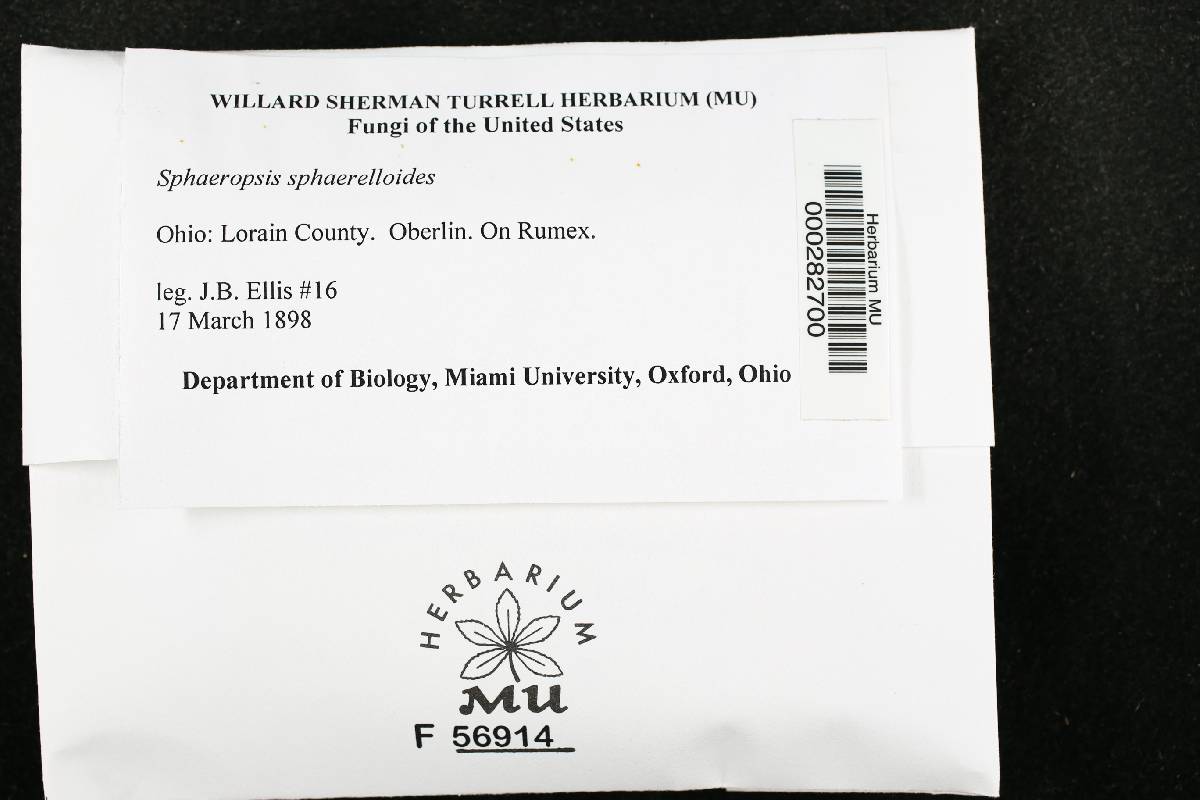 WILLARD SHERMAN TURRELL HERBARIUM (MU)
Fungi of the United States
Sphaeropsis sphaerelloides
Ohio: Lorain County. Oberlin. On Rumex.
leg. J.B. Ellis #16
17 March 1898
Department of Biology, Miami University, Oxford, Ohio
Herbarium MU
000282700
HERBARIUM
MU
F 56914